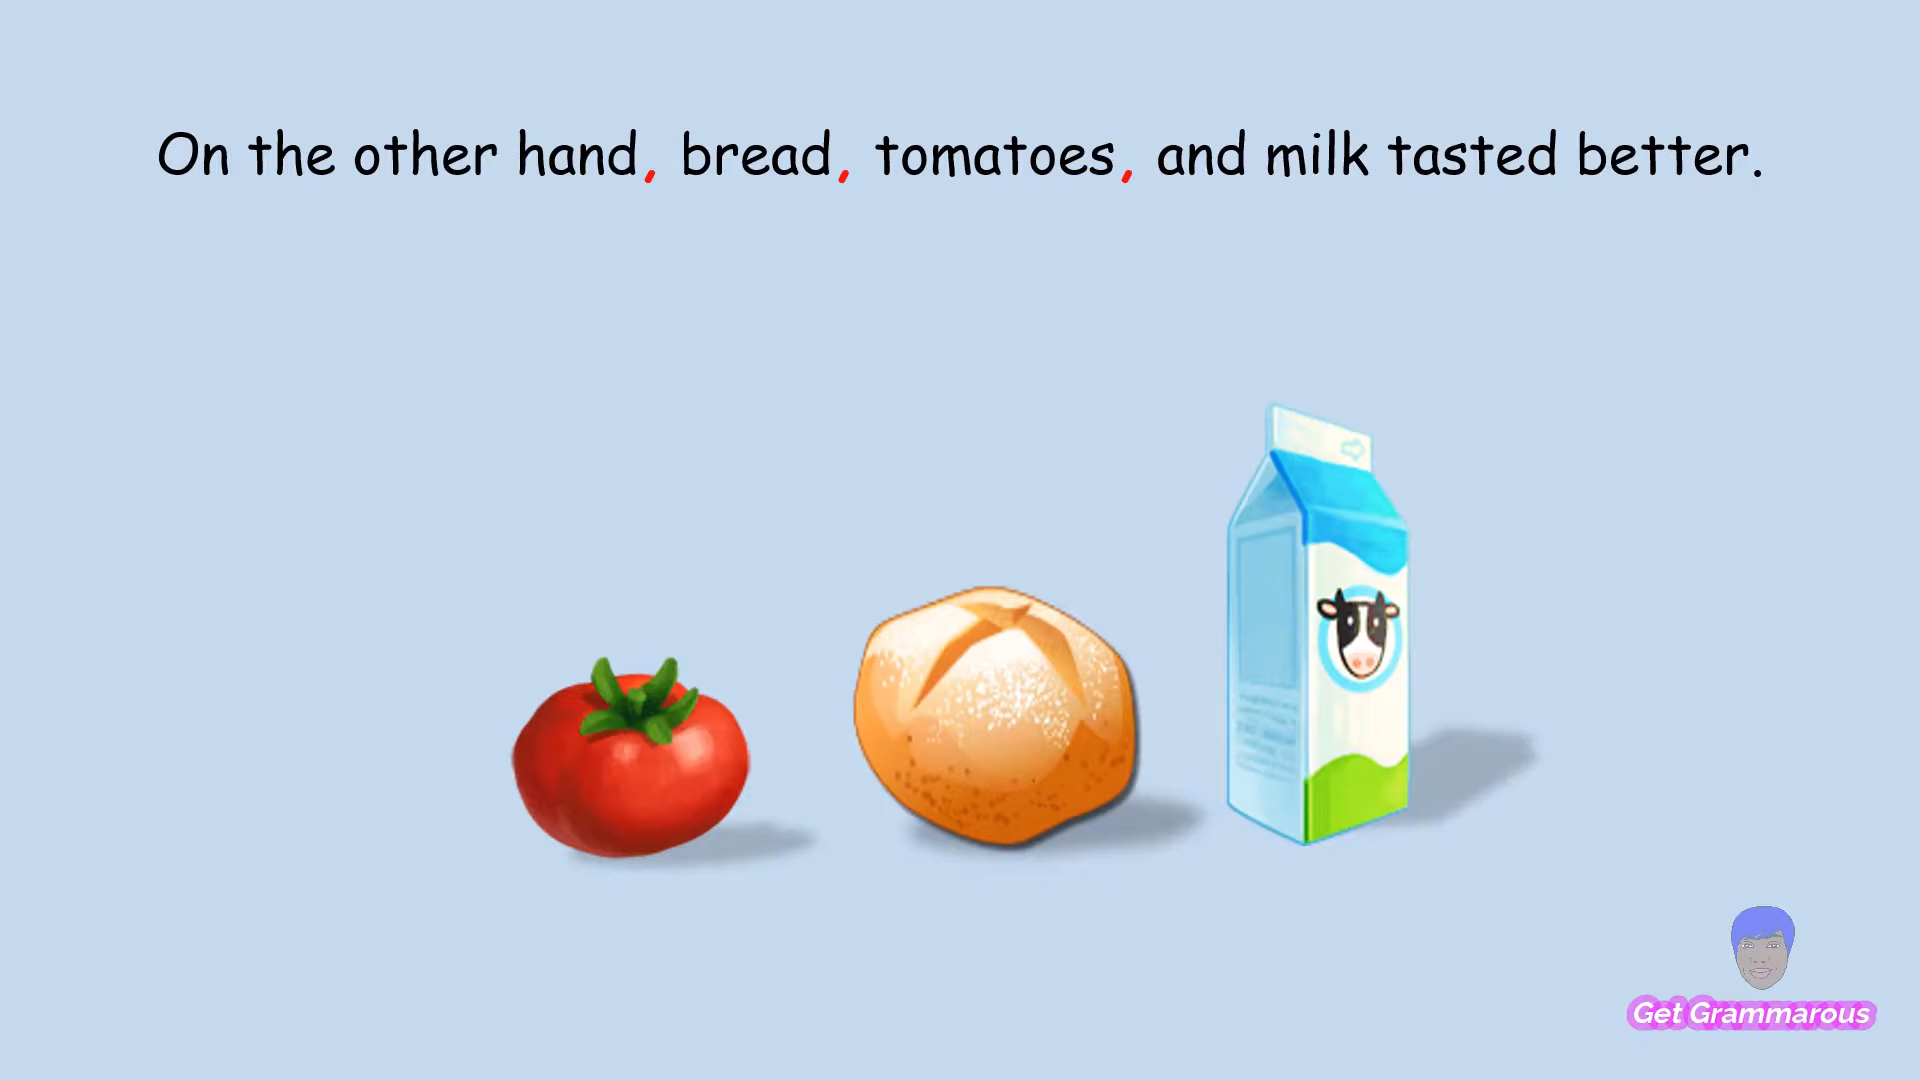 On the other hand, bread, tomatoes, and milk tasted better.
Get Grammarous